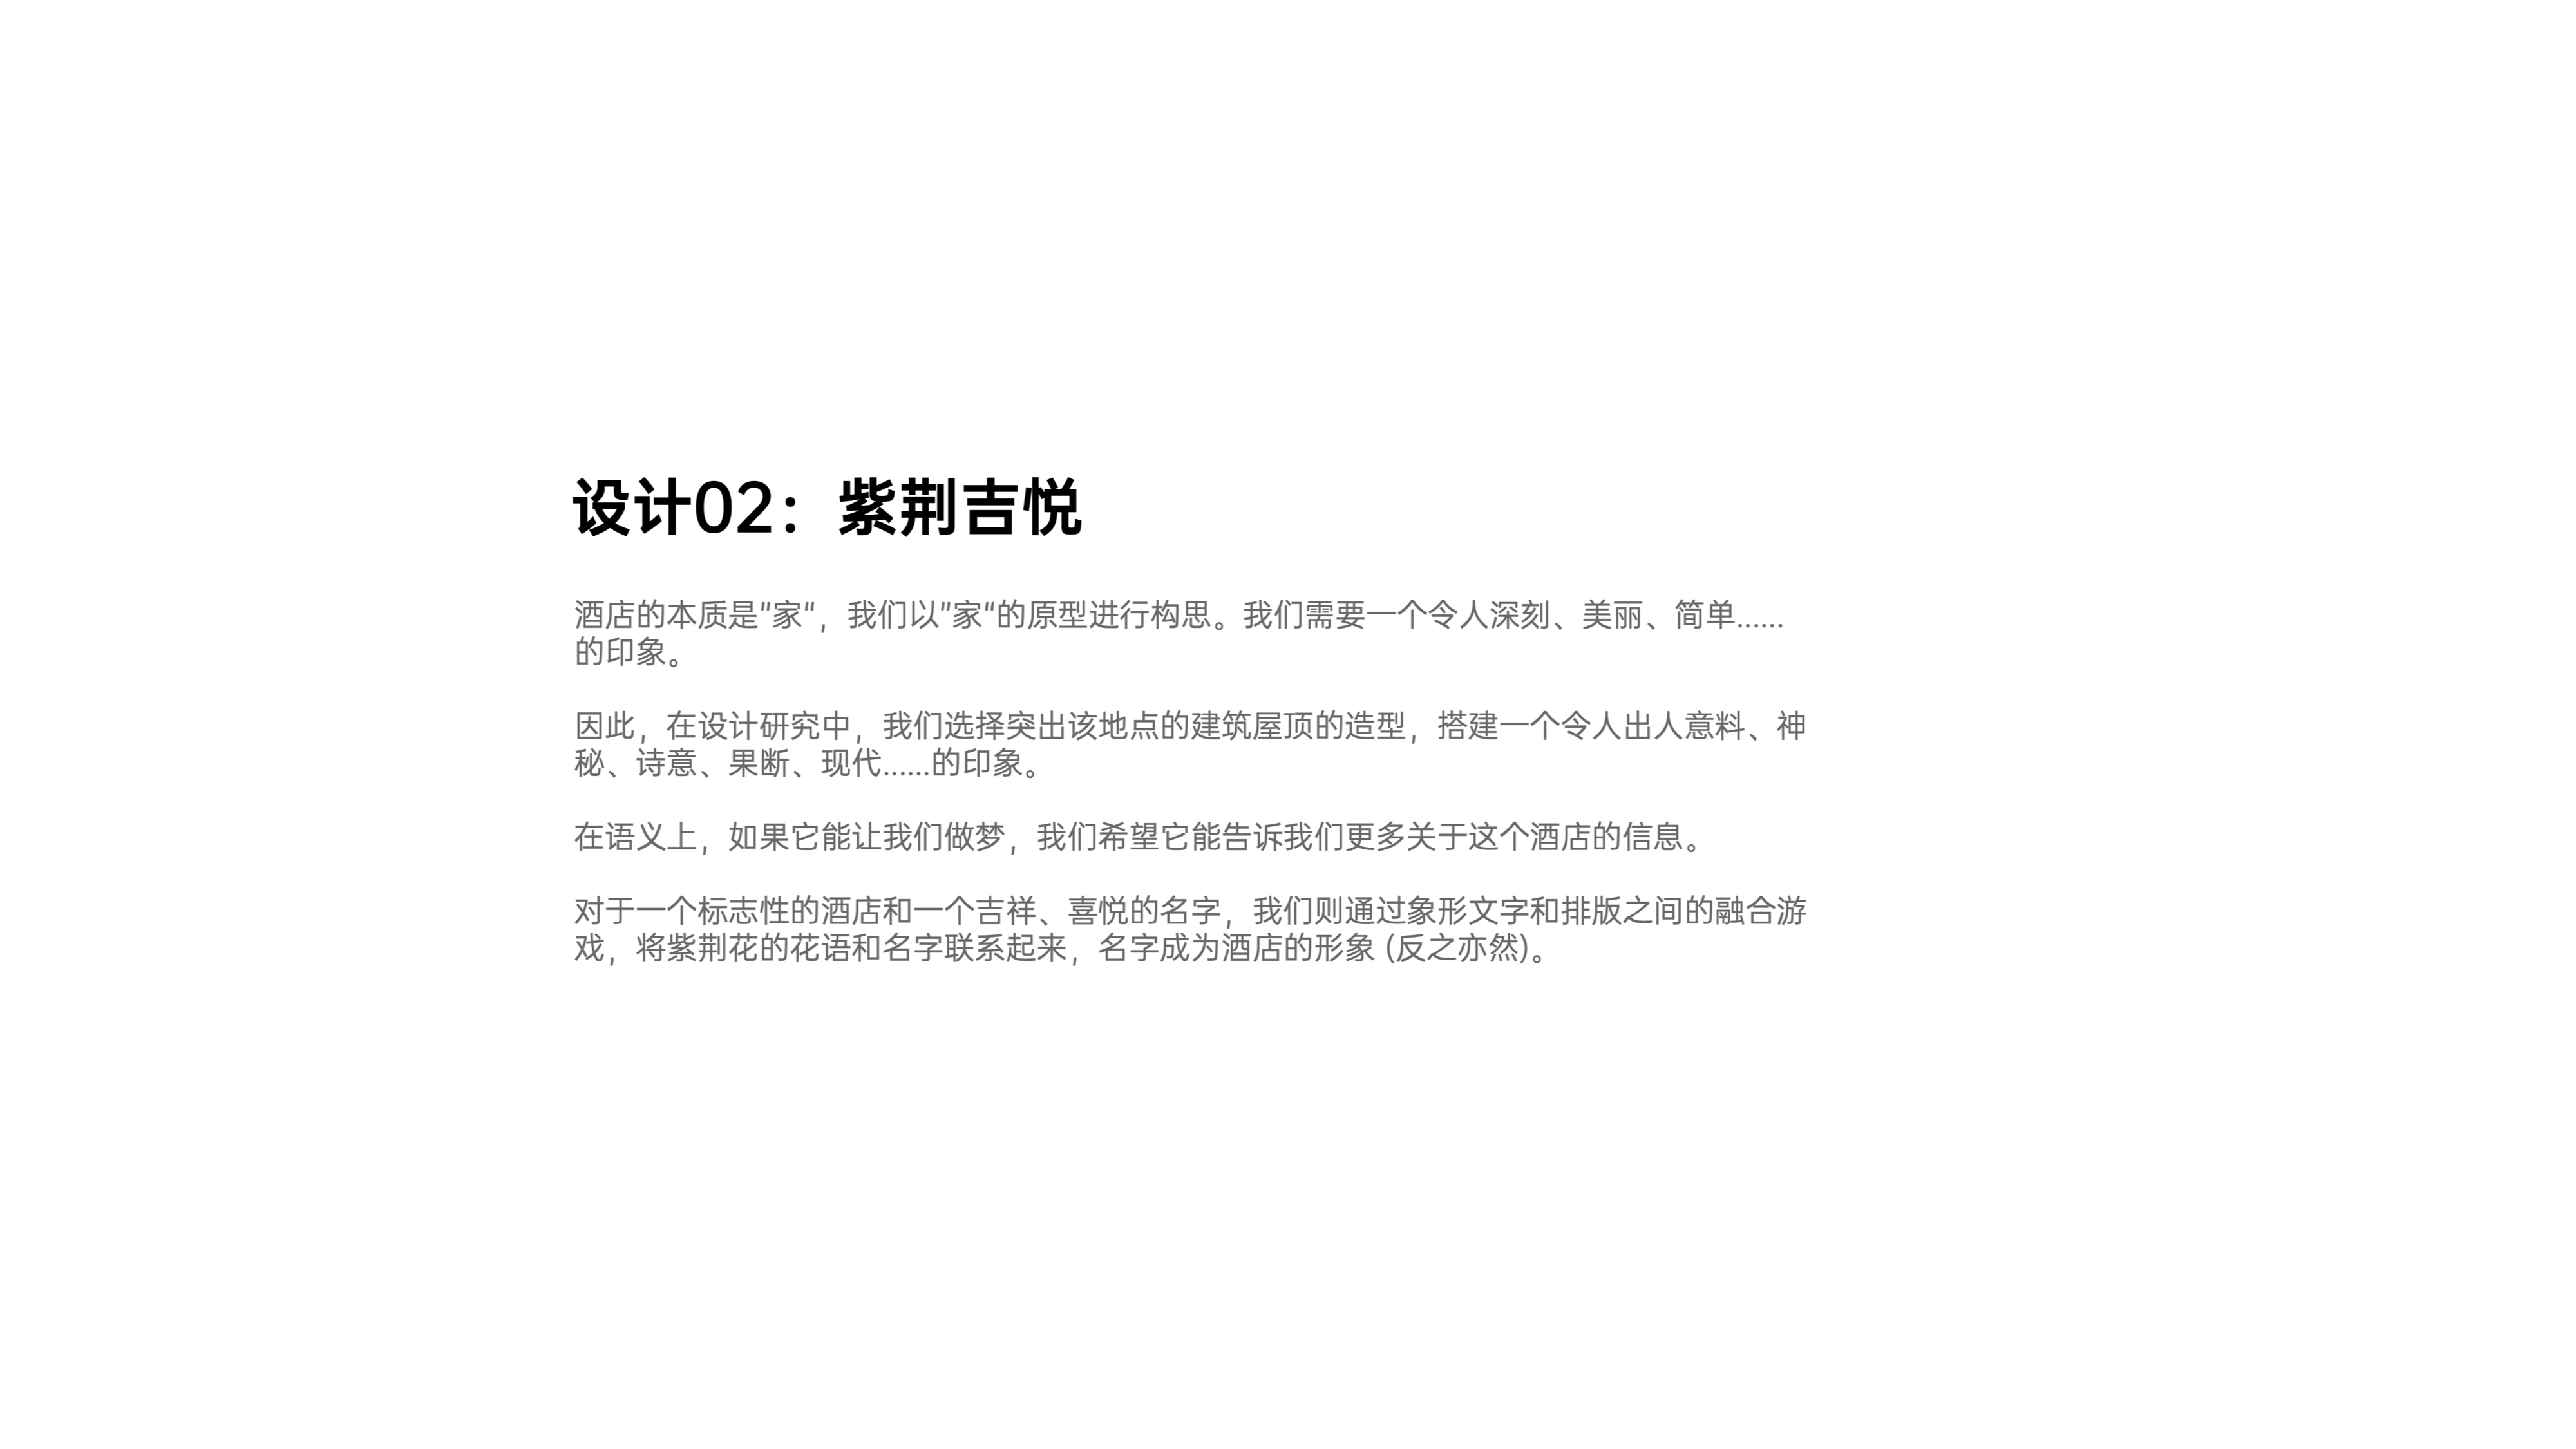 设计02：紫荆吉悦
酒店的本质是”家“，我们以”家“的原型进行构思。我们需要一个令人深刻、美丽、简单……
的印象。
因此，在设计研究中，我们选择突出该地点的建筑屋顶的造型，搭建一个令人出人意料、神
秘、诗意、果断、现代……的印象。
在语义上，如果它能让我们做梦，我们希望它能告诉我们更多关于这个酒店的信息。
对于一个标志性的酒店和一个吉祥、喜悦的名字，我们则通过象形文字和排版之间的融合游
戏，将紫荆花的花语和名字联系起来，名字成为酒店的形象 (反之亦然)。